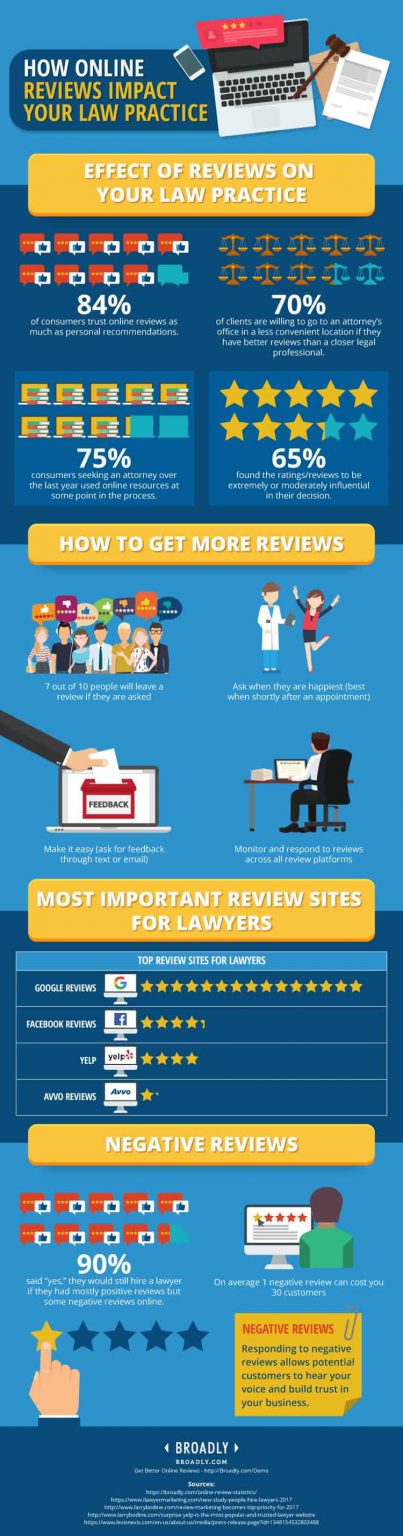 HOW ONLINE
REVIEWS IMPACT
YOUR LAW PRACTICE
EFFECT OF REVIEWS ON
YOUR LAW PRACTICE
84%
of consumers trust online reviews as
much as personal recommendations.
70%
of clients are willing to go to an attorney's
office in a less convenient location if they
have better reviews than a closer legal
professional.
75%
consumers seeking an attorney over
the last year used online resources at
some point in the process.
65%
found the ratings/reviews to be
extremely or moderately influential
in their decision.
HOW TO GET MORE REVIEWS
7 out of 10 people will leave a
review if they are asked
Ask when they are happiest (best
when shortly after an appointment)
FEEDBACK
Make it easy (ask for feedback
through text or email)
Monitor and respond to reviews
across all review platforms
MOST IMPORTANT REVIEW SITES
FOR LAWYERS
TOP REVIEW SITES FOR LAWYERS
GOOGLE REVIEWS
G
FACEBOOK REVIEWS
f
YELP
yelp
AVVO REVIEWS
Avvo
NEGATIVE REVIEWS
90%
said "yes," they would still hire a lawyer
if they had mostly positive reviews but
some negative reviews online.
On average 1 negative review can cost you
30 customers
NEGATIVE REVIEWS
Responding to negative
reviews allows potential
customers to hear your
voice and build trust in
your business.
BROADLY
BROADLY.COM
Get Better Online Reviews - http://Broadly.com/Demo
Sources:
https://broadly.com/online-review-statistics/
https://www.ilawyermarketing.com/new-study-people-hire-lawyers-2017
http://www.larrybodine.com/review-marketing-becomes-top-priority-for-2017
http://www.larrybodine.com/surprise-yelp-is-the-most-popular-and-trusted-lawyer-website
https://www.lexisnexis.com/en-us/about-us/media/press-release.page?id=1348154532803488